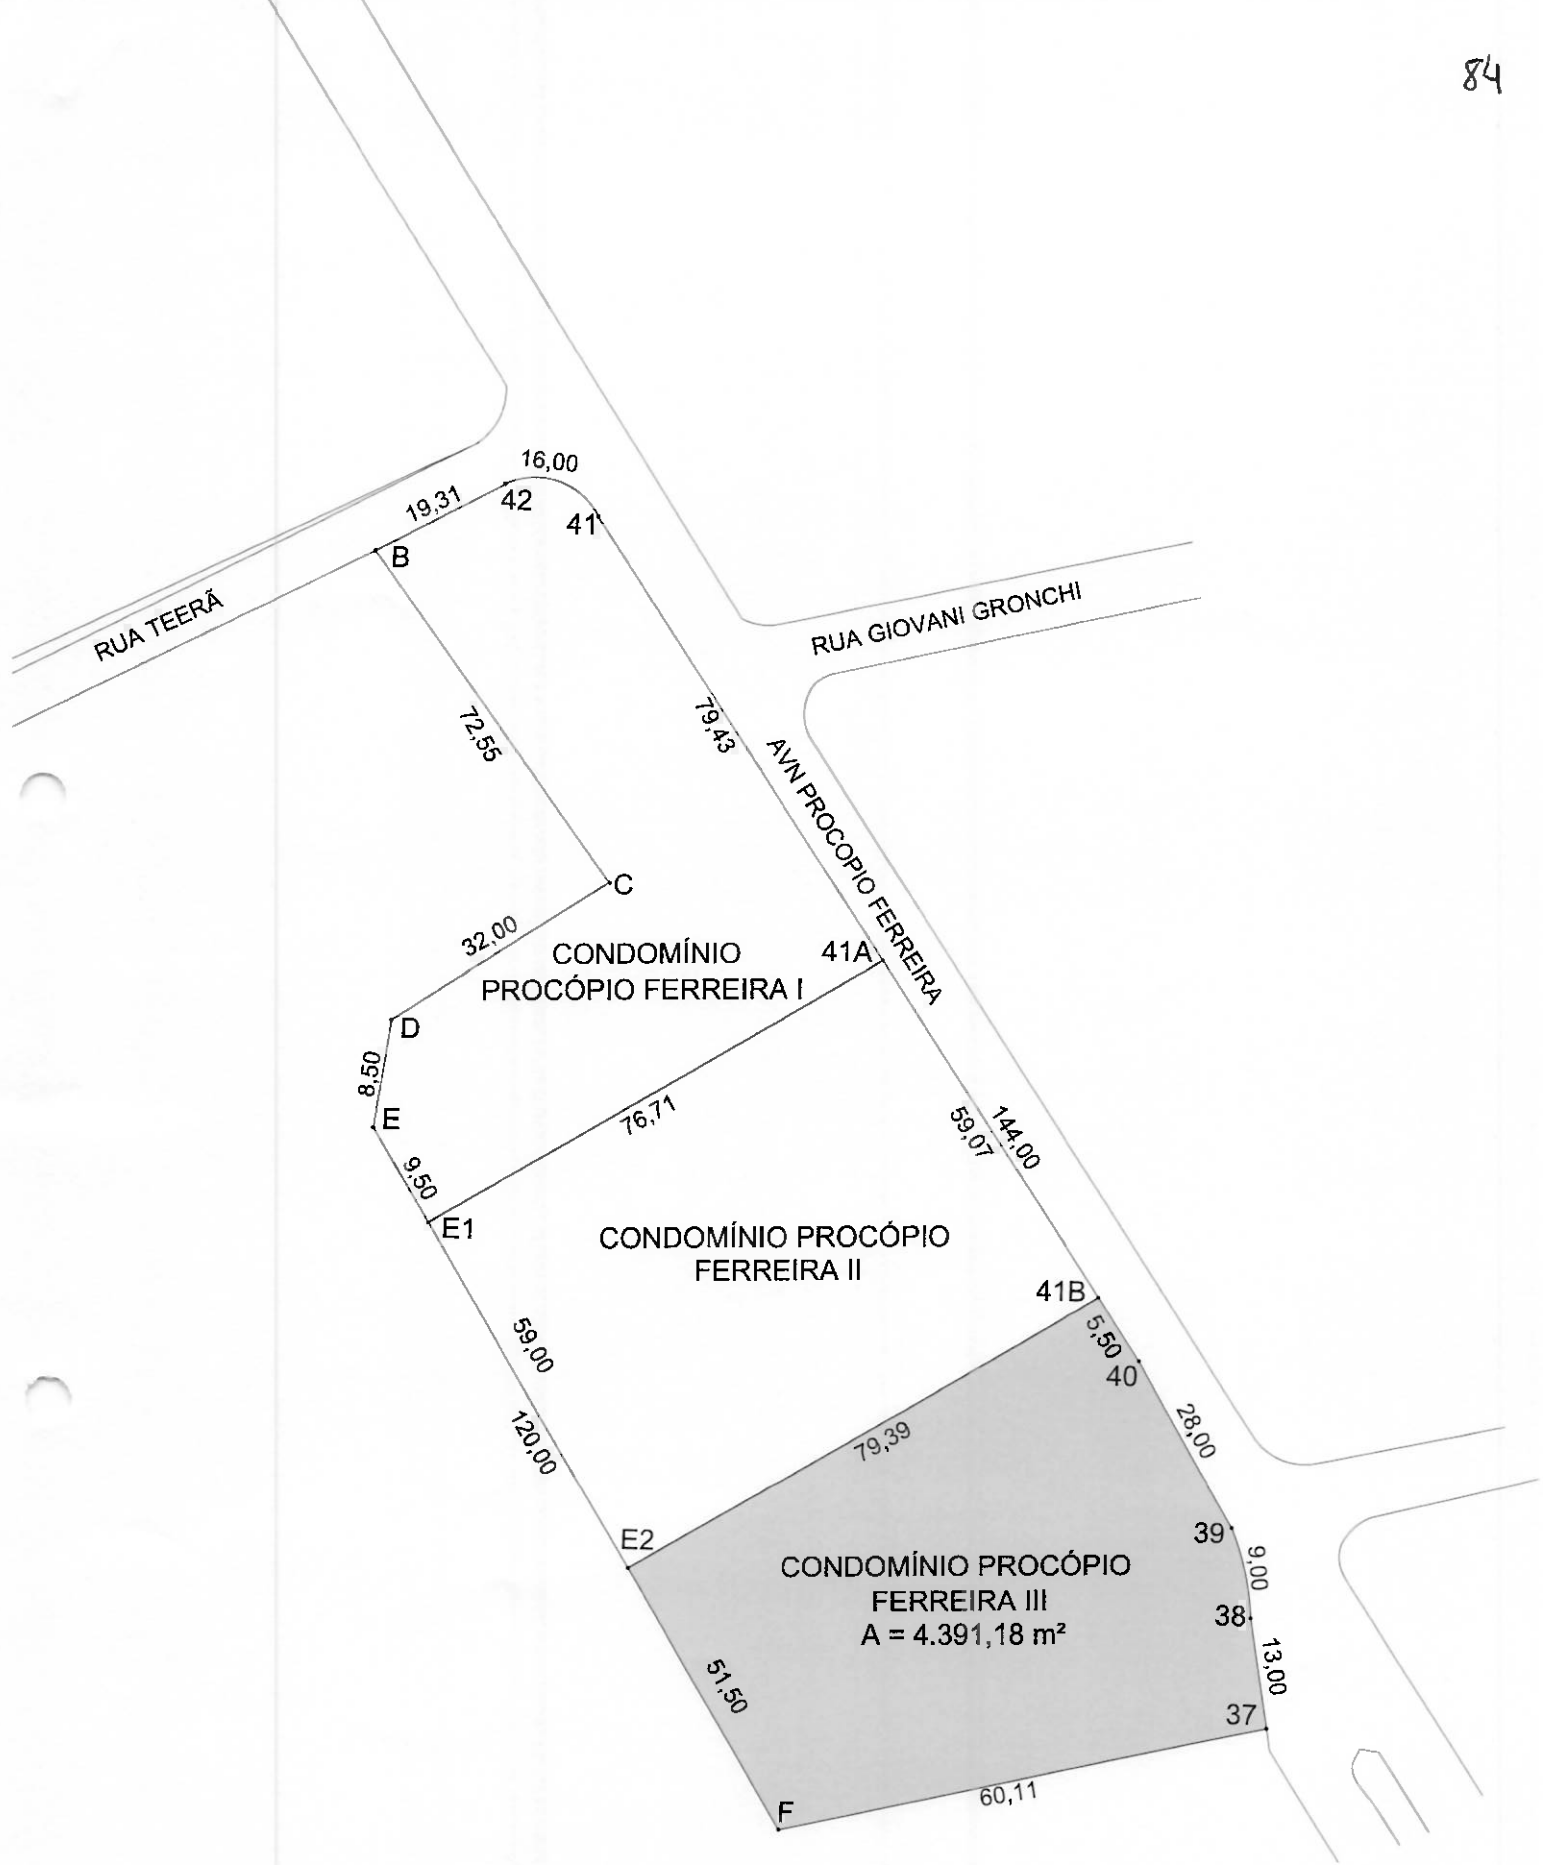 84
16,00
19,31
42
41
B
RUA TEERÃ
RUA GIOVANI GRONCHI
72,55
79,43
AVN PROCOPIO FERREIRA
C
32,00
CONDOMÍNIO
PROCÓPIO FERREIRA I
41A
D
8,50
E
76,71
59,07
144,00
9,50
E1
CONDOMÍNIO PROCÓPIO
FERREIRA II
41B
5,50
59,00
40
120,00
28,00
79,39
E2
39
9,00
CONDOMÍNIO PROCÓPIO
FERREIRA III
A = 4.391,18 m²
38
13,00
51,50
37
60,11
F